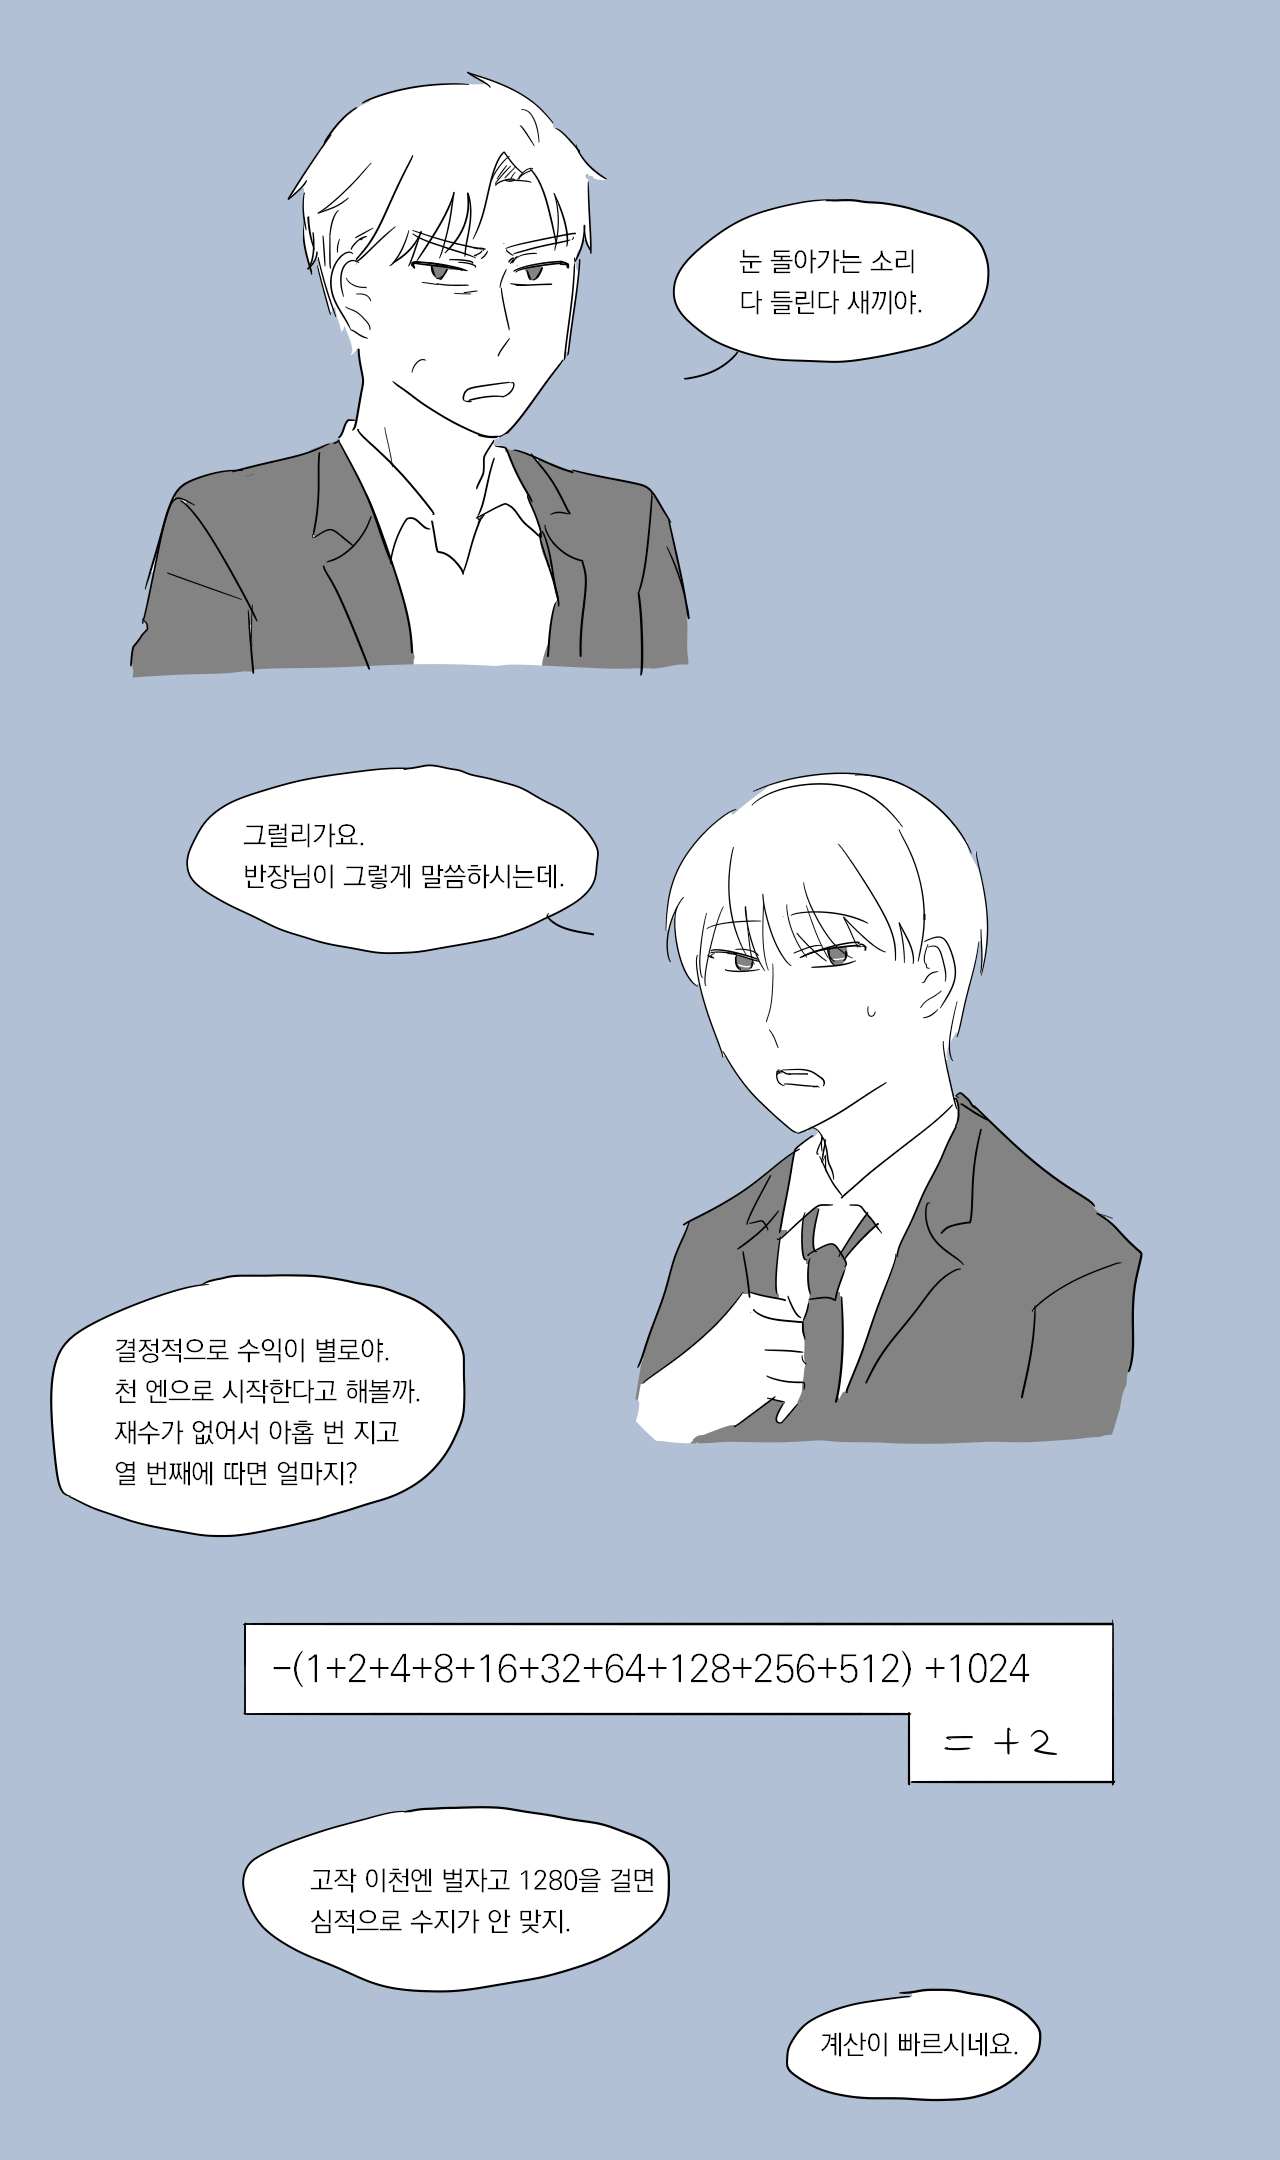 눈 돌아가는 소리
다 들린다 새끼야.
그럴리가요.
반장님이 그렇게 말씀하시는데.
결정적으로 수익이 별로야.
천 엔으로 시작한다고 해볼까.
재수가 없어서 아홉 번 지고
열 번째에 따면 얼마지?
-(1+2+4+8+16+32+64+128+256+512) +1024
= +2
고작 이천엔 벌자고 1280을 걸면
심적으로 수지가 안 맞지.
계산이 빠르시네요.